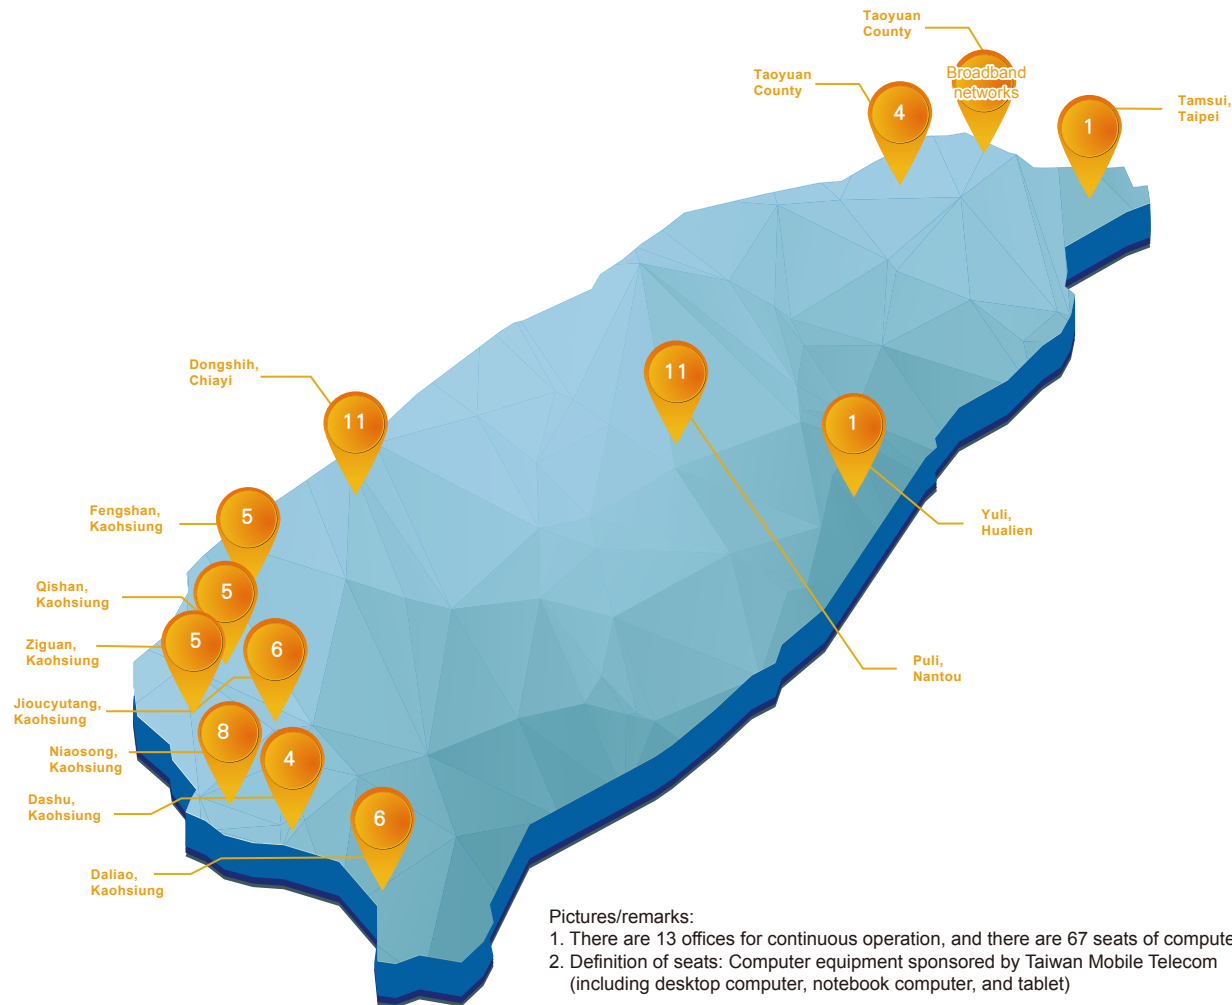 Taoyuan
County
Broadband
networks
Taoyuan
County
4
1
Tamsui,
Taipei
Dongshih,
Chiayi
11
11
1
Fengshan,
Kaohsiung
5
Yuli,
Hualien
Qishan,
Kaohsiung
5
Ziguan,
Kaohsiung
5
6
Puli,
Nantou
Jioucyutang,
Kaohsiung
8
Niaosong,
Kaohsiung
4
Dashu,
Kaohsiung
6
Daliao,
Kaohsiung
Pictures/remarks:
1. There are 13 offices for continuous operation, and there are 67 seats of compute
2. Definition of seats: Computer equipment sponsored by Taiwan Mobile Telecom
(including desktop computer, notebook computer, and tablet)